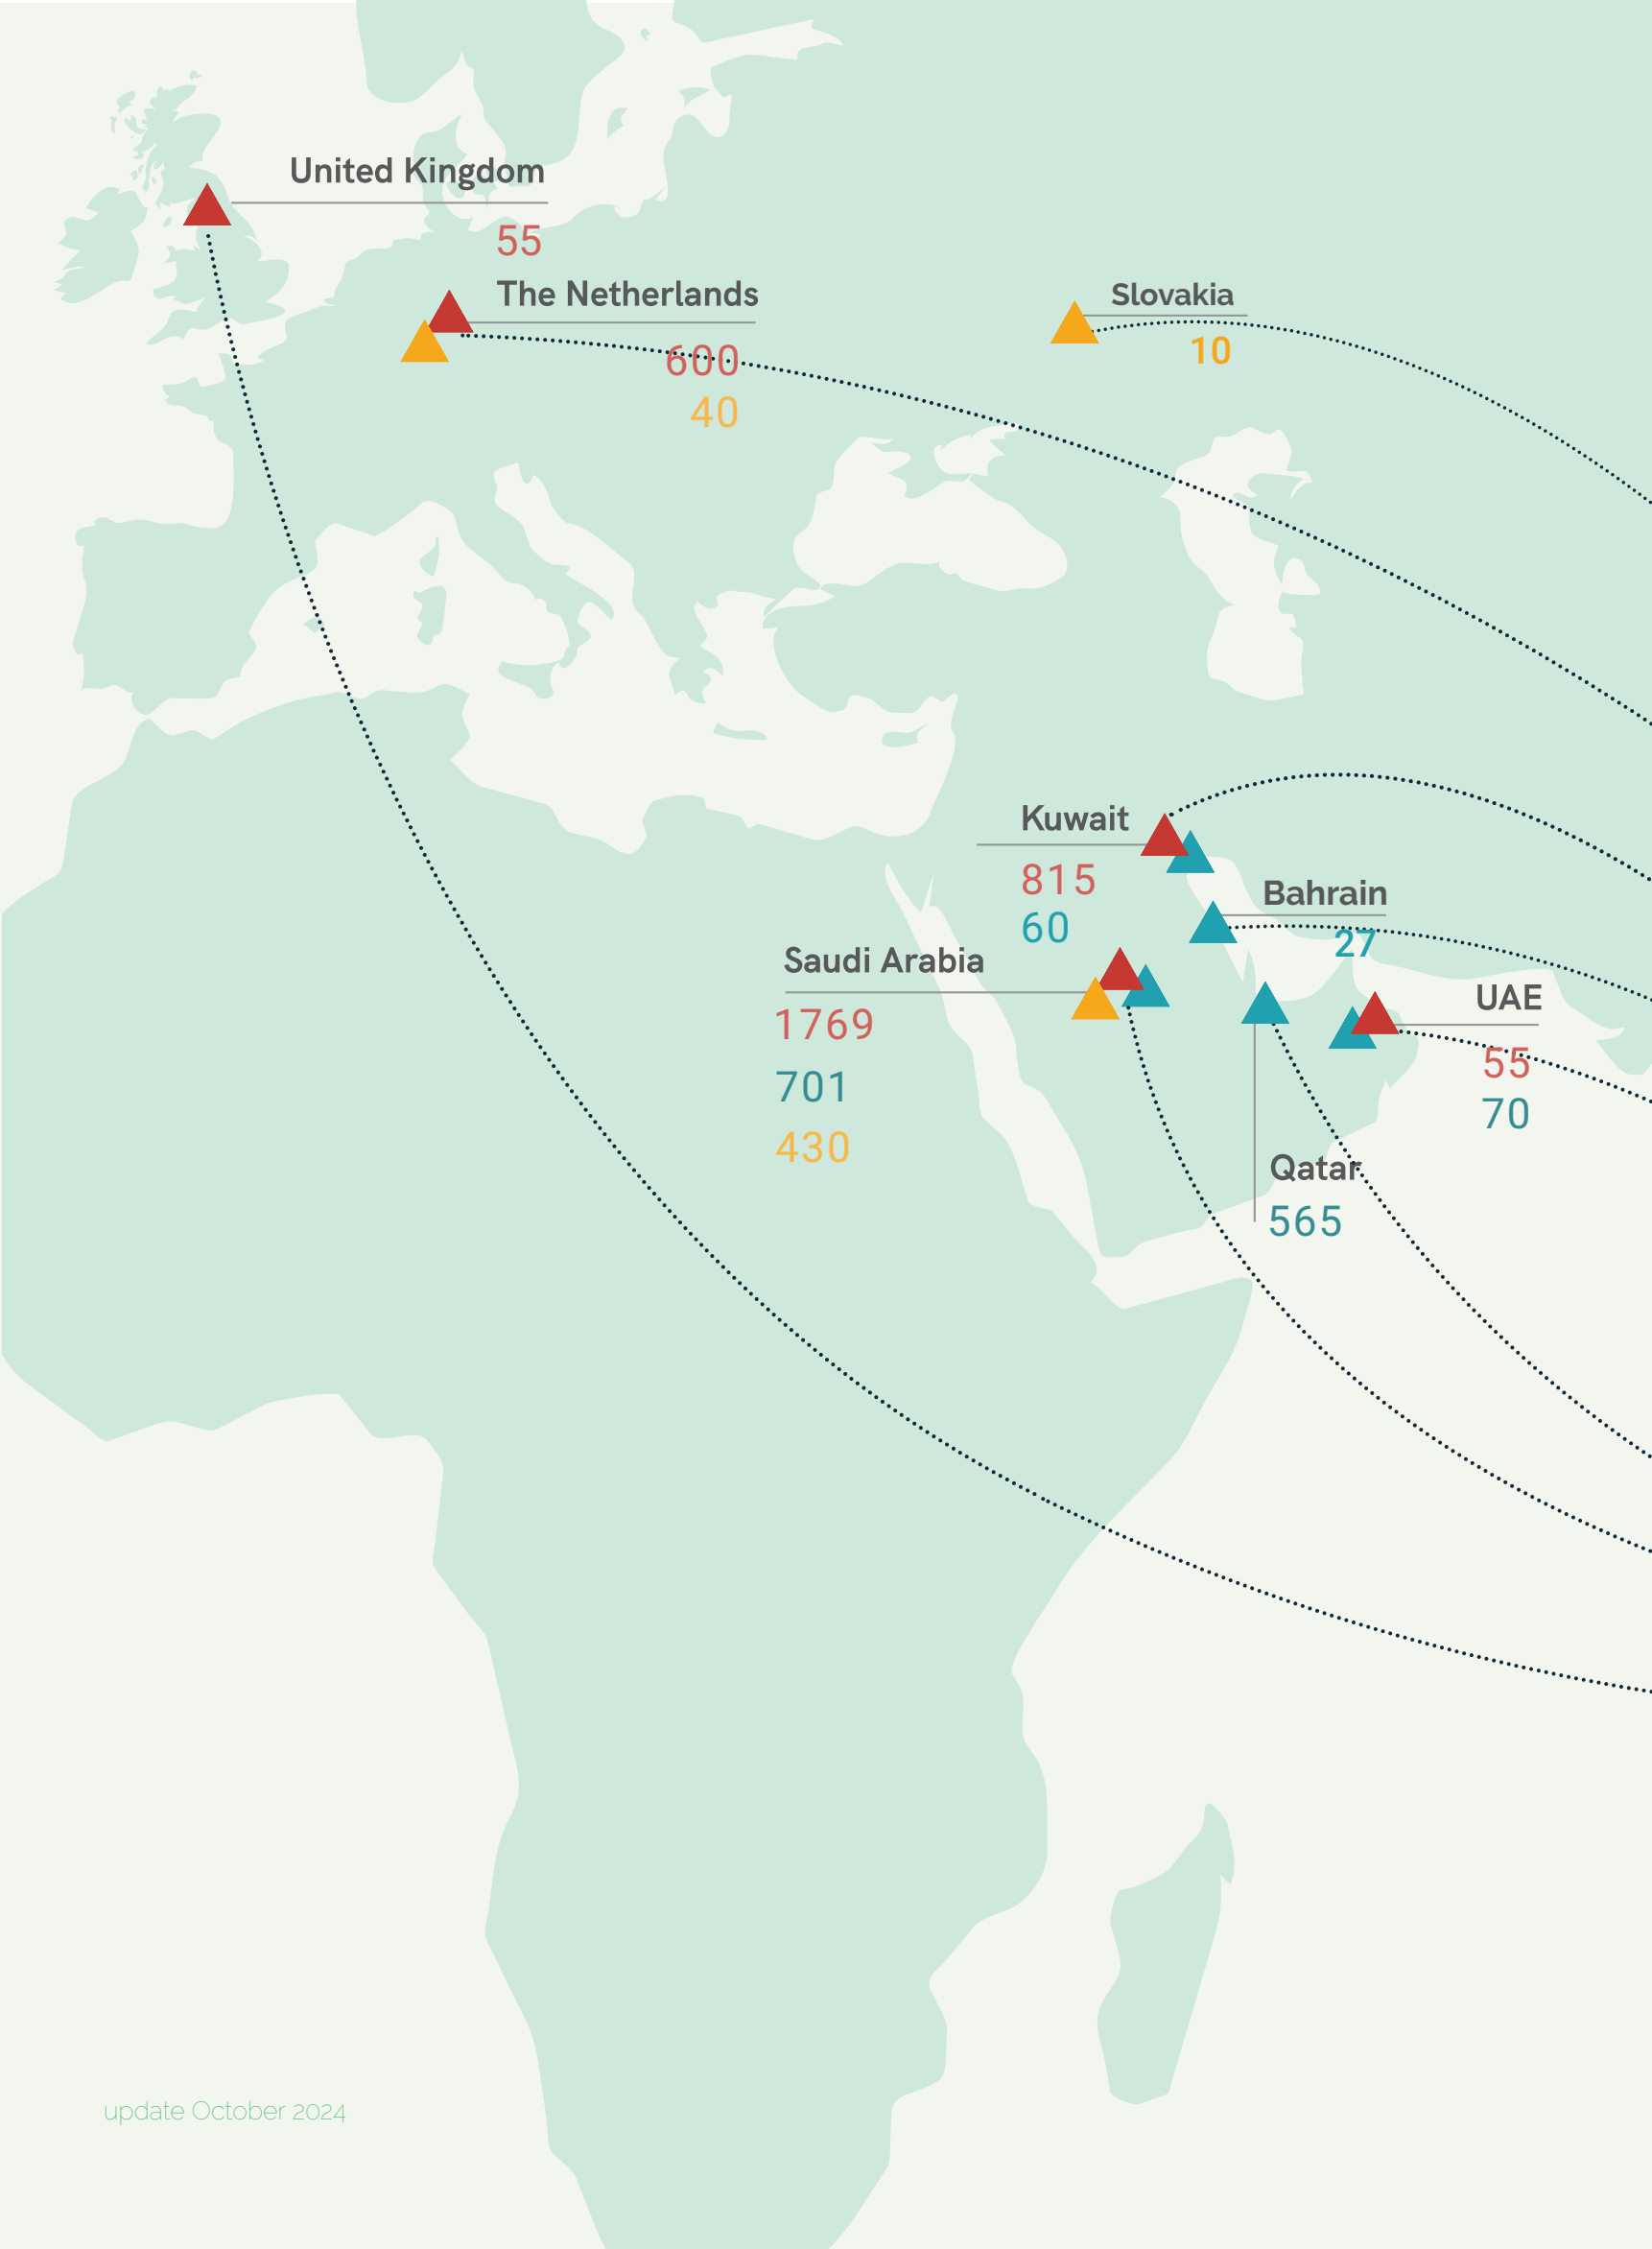 United Kingdom
55
The Netherlands
600
40
Slovakia
10
Kuwait
815
60
Bahrain
27
Saudi Arabia
1769
701
430
UAE
55
70
Qatar
565
update October 2024